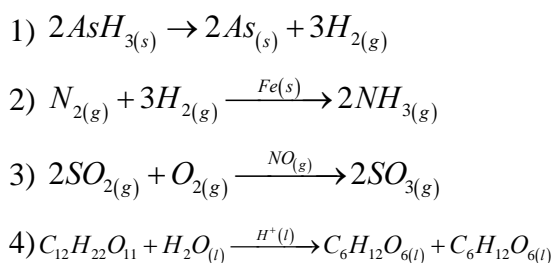 1) 2AsH₃₍ₛ₎ → 2As₍ₛ₎ + 3H₂(g)
2) N₂(g) + 3H₂(g) —Fe(s)→ 2NH₃(g)
3) 2SO₂(g) + O₂(g) —NO(g)→ 2SO₃(g)
4) C₁₂H₂₂O₁₁ + H₂O(l) —H⁺(l)→ C₆H₁₂O₆(l) + C₆H₁₂O₆(l)